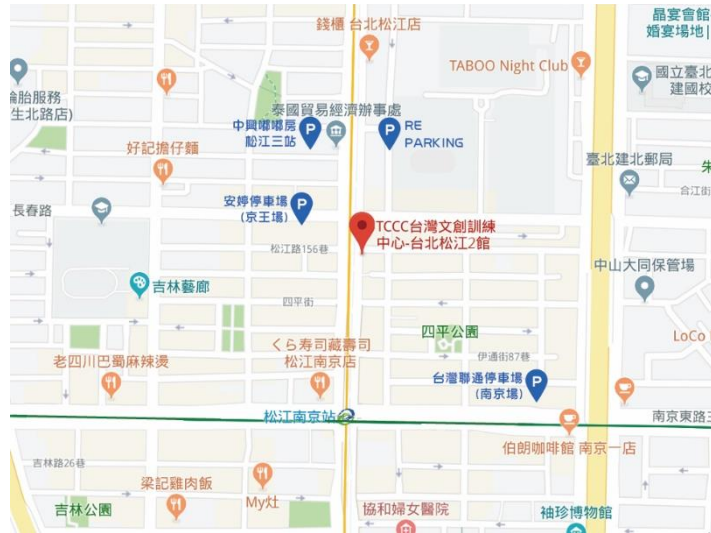 晶宴會館
婚宴場地|
錢櫃 台北松江店
TABOO Night Club
國立臺北
建國校
輪胎服務
生北路店)
泰國貿易經濟辦事處
中興嘟嘟房
松江三站
RE
PARKING
好記擔仔麵
臺北建北郵局
朱
合江街
安婷停車場
(京王場)
長春路
TCCC台灣文創訓練
中心-台北松江2館
松江路156巷
中山大同保管場
吉林藝廊
四平街
四平公園
LoCo
くら寿司藏壽司
松江南京店
伊通街87巷
老四川巴蜀麻辣燙
台灣聯通停車場
(南京場)
松江南京站
南京東路三
伯朗咖啡館 南京一店
吉林路26巷
梁記雞肉飯
My灶
吉林公園
協和婦女醫院
袖珍博物館